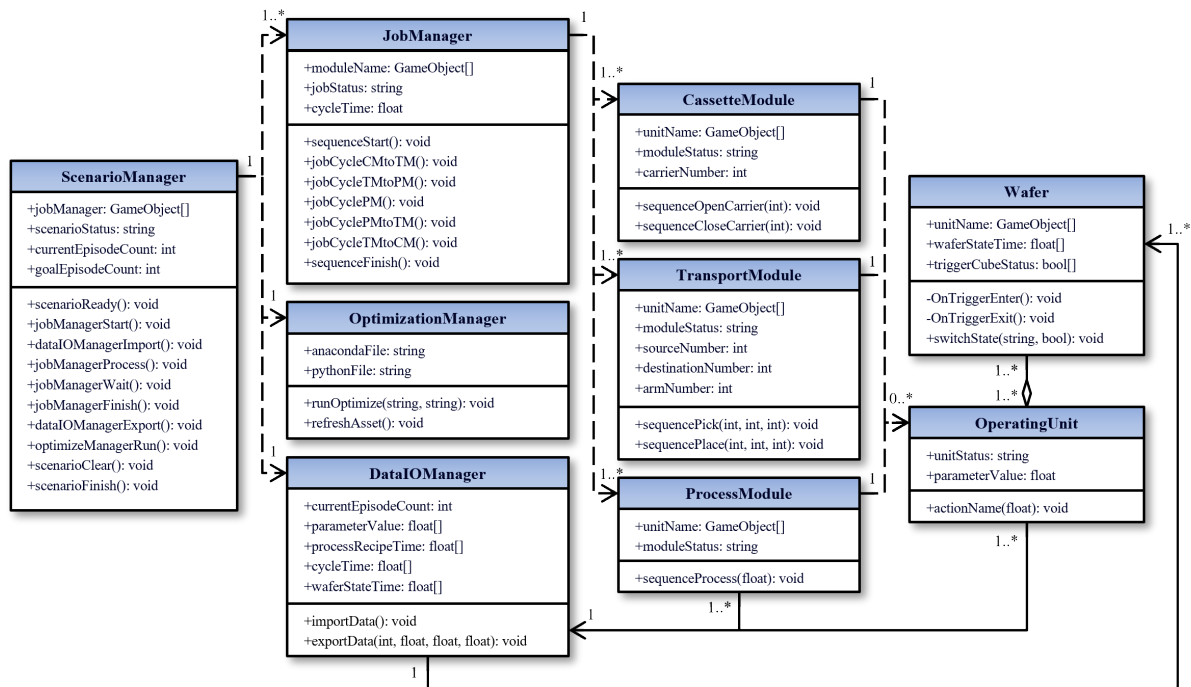 ScenarioManager
+jobManager: GameObject[]
+scenarioStatus: string
+currentEpisodeCount: int
+goalEpisodeCount: int
+scenarioReady(): void
+jobManagerStart(): void
+dataIOManagerImport(): void
+jobManagerProcess(): void
+jobManagerWait(): void
+jobManagerFinish(): void
+dataIOManagerExport(): void
+optimizeManagerRun(): void
+scenarioClear(): void
+scenarioFinish(): void
1
1..*
1
1
JobManager
+moduleName: GameObject[]
+jobStatus: string
+cycleTime: float
+sequenceStart(): void
+jobCycleCMtoTM(): void
+jobCycleTMtoPM(): void
+jobCyclePM(): void
+jobCyclePMtoTM(): void
+jobCycleTMtoCM(): void
+sequenceFinish(): void
1
OptimizationManager
+anacondaFile: string
+pythonFile: string
+runOptimize(string, string): void
+refreshAsset(): void
DataIOManager
+currentEpisodeCount: int
+parameterValue: float[]
+processRecipeTime: float[]
+cycleTime: float[]
+waferStateTime: float[]
+importData(): void
+exportData(int, float, float, float): void
1
1
1..*
CassetteModule
+unitName: GameObject[]
+moduleStatus: string
+carrierNumber: int
+sequenceOpenCarrier(int): void
+sequenceCloseCarrier(int): void
1
1..*
TransportModule
+unitName: GameObject[]
+moduleStatus: string
+sourceNumber: int
+destinationNumber: int
+armNumber: int
+sequencePick(int, int, int): void
+sequencePlace(int, int, int): void
1
1..*
ProcessModule
+unitName: GameObject[]
+moduleStatus: string
+sequenceProcess(float): void
1
1..*
Wafer
+unitName: GameObject[]
+waferStateTime: float[]
+triggerCubeStatus: bool[]
-OnTriggerEnter(): void
-OnTriggerExit(): void
+switchState(string, bool): void
1..*
1..*
1..*
0..*
OperatingUnit
+unitStatus: string
+parameterValue: float
+actionName(float): void
1..*